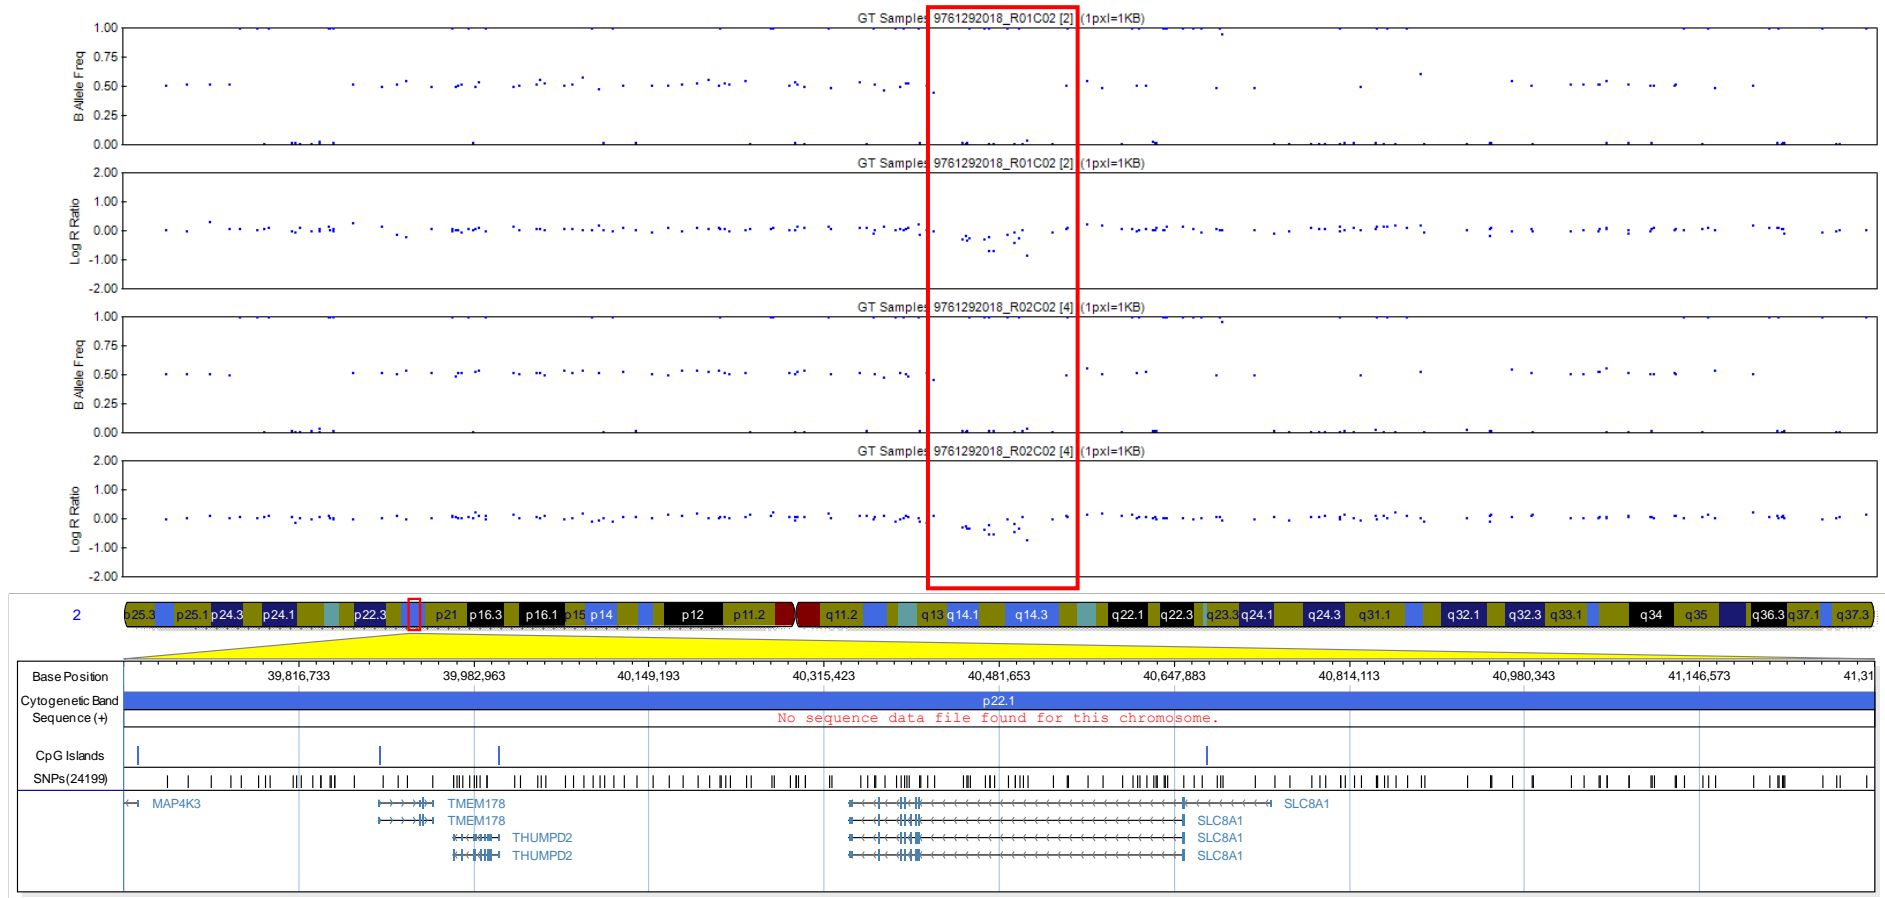 GT Samples 9761292018_R01C02 [2] (1pxl=1KB)
1.00
0.75
0.50
0.25
0.00
B Allele Freq
GT Samples 9761292018_R01C02 [2] (1pxl=1KB)
2.00
1.00
0.00
-1.00
-2.00
Log R Ratio
GT Samples 9761292018_R02C02 [4] (1pxl=1KB)
1.00
0.75
0.50
0.25
0.00
B Allele Freq
GT Samples 9761292018_R02C02 [4] (1pxl=1KB)
2.00
1.00
0.00
-1.00
-2.00
Log R Ratio
2 p25.3 p25.1 p24.3 p24.1 p22.3 p21 p16.3 p16.1 p15 p14 p12 p11.2 q11.2 q13 q14.1 q14.3 q22.1 q22.3 q23.3 q24.1 q24.3 q31.1 q32.1 q32.3 q33.1 q34 q35 q36.3 q37.1 q37.3
Base Position 39,816,733 39,982,963 40,149,193 40,315,423 40,481,653 40,647,883 40,814,113 40,980,343 41,146,573 41,31
Cytogenetic Band p22.1
Sequence (+) No sequence data file found for this chromosome.
CpG Islands
SNPs(24199)
MAP4K3 TMEM178 SLC8A1
TMEM178 SLC8A1
THUMPD2 SLC8A1
THUMPD2 SLC8A1